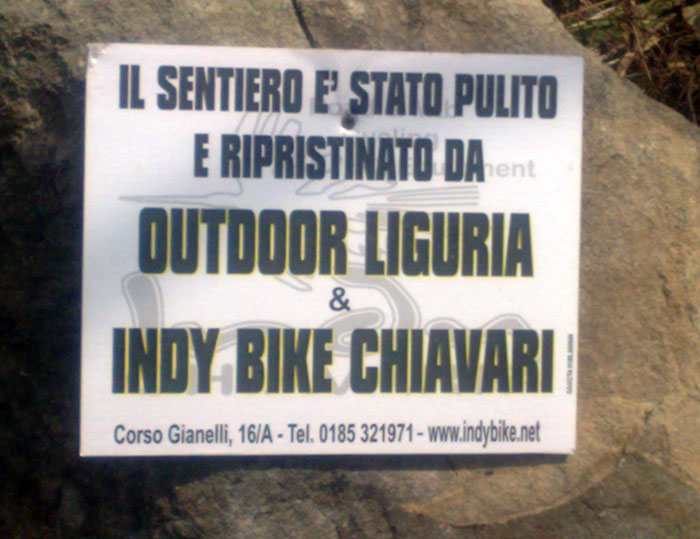 IL SENTIERO E' STATO PULITO
E RIPRISTINATO DA
OUTDOOR LIGURIA
&
INDY BIKE CHIAVARI
Corso Gianelli, 16/A - Tel. 0185 321971 - www.indybike.net